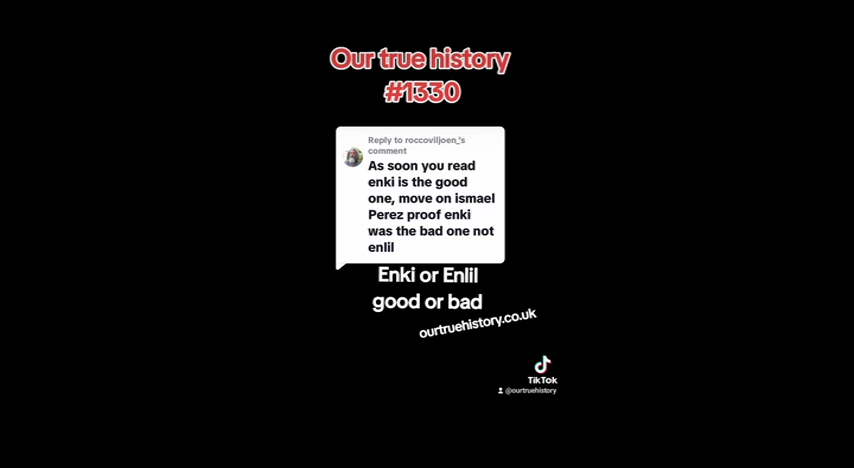 Our true history
#1330
Reply to roccoviljoen_'s
comment
As soon you read
enki is the good
one, move on ismael
Perez proof enki
was the bad one not
enlil
Enki or Enlil
good or bad
ourtruehistory.co.uk
TikTok
@ourtruehistory